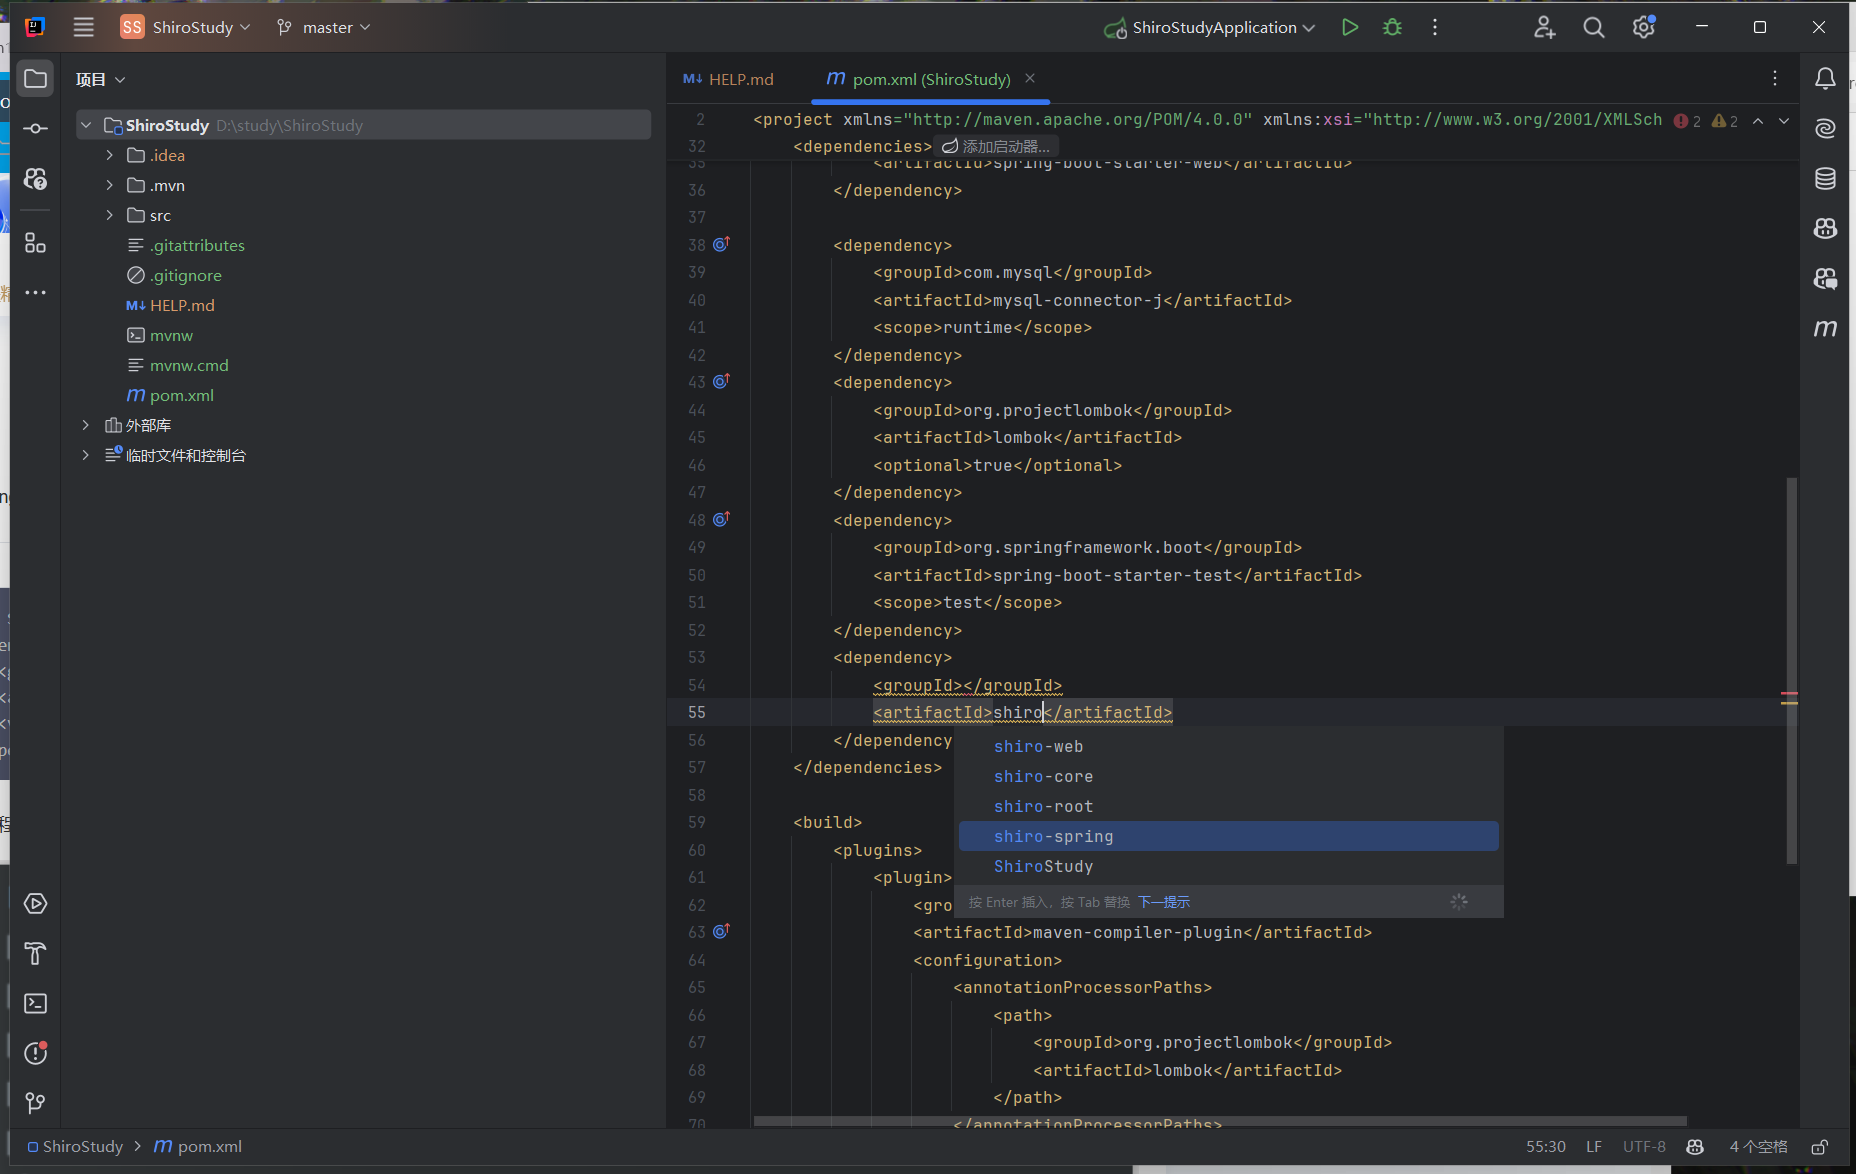 SS ShiroStudy master ShiroStudyApplication
项目
ShiroStudy D:\study\ShiroStudy
.idea
.mvn
src
.gitattributes
.gitignore
M↓ HELP.md
mvnw
mvnw.cmd
m pom.xml
外部库
临时文件和控制台
M↓ HELP.md m pom.xml (ShiroStudy)
2 <project xmlns="http://maven.apache.org/POM/4.0.0" xmlns:xsi="http://www.w3.org/2001/XMLSch 2 2
32 <dependencies> 添加启动器...
35 <artifactId>spring-boot-starter-web</artifactId>
36 </dependency>
37
38 <dependency>
39 <groupId>com.mysql</groupId>
40 <artifactId>mysql-connector-j</artifactId>
41 <scope>runtime</scope>
42 </dependency>
43 <dependency>
44 <groupId>org.projectlombok</groupId>
45 <artifactId>lombok</artifactId>
46 <optional>true</optional>
47 </dependency>
48 <dependency>
49 <groupId>org.springframework.boot</groupId>
50 <artifactId>spring-boot-starter-test</artifactId>
51 <scope>test</scope>
52 </dependency>
53 <dependency>
54 <groupId></groupId>
55 <artifactId>shiro</artifactId>
56 </dependency
57 </dependencies>
58
59 <build>
60 <plugins>
61 <plugin>
62 <gro
63 <artifactId>maven-compiler-plugin</artifactId>
64 <configuration>
65 <annotationProcessorPaths>
66 <path>
67 <groupId>org.projectlombok</groupId>
68 <artifactId>lombok</artifactId>
69 </path>
70 </annotationProcessorPaths>
shiro-web
shiro-core
shiro-root
shiro-spring
ShiroStudy
按 Enter 插入，按 Tab 替换 下一提示
m
ShiroStudy > m pom.xml
55:30 LF UTF-8 4 个空格